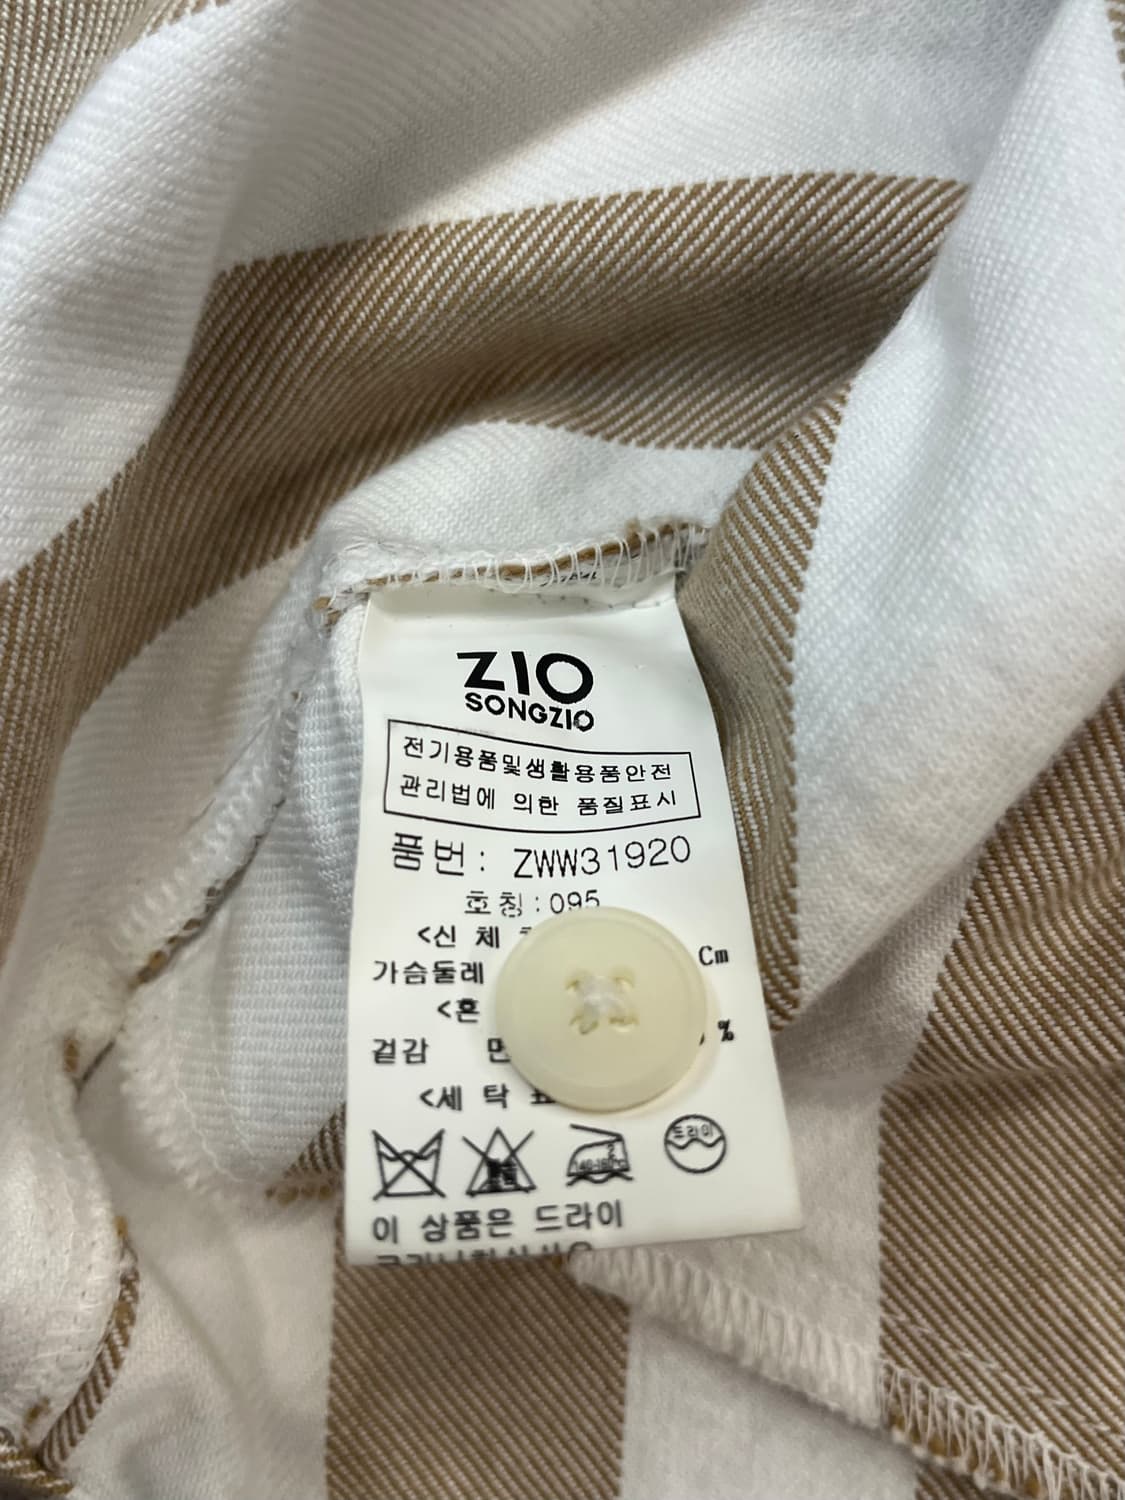 ZIO
SONGZIO
전기용품및생활용품안전
관리법에 의한 품질표시
품번: ZWW31920
호칭:095
<신 체
가슴둘레 Cm
<혼
겉감 면 %
<세 탁 표
드라이
이 상품은 드라이